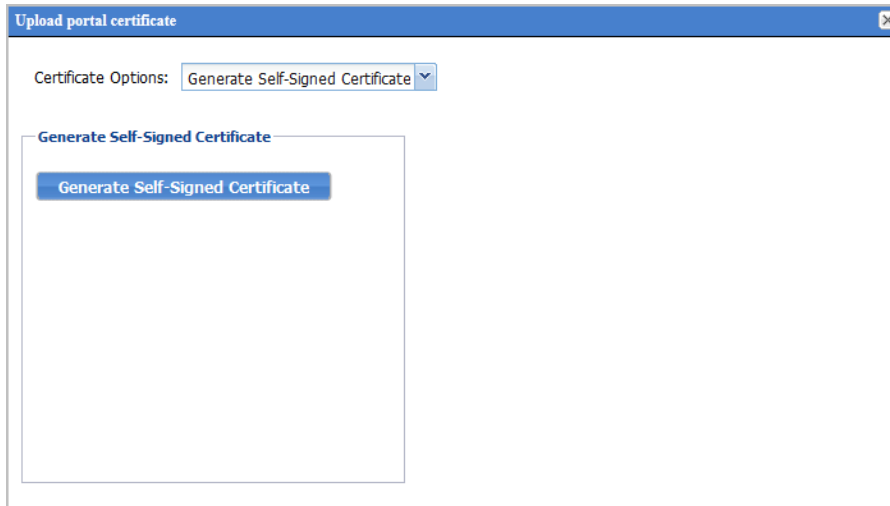 Upload portal certificate
Certificate Options: Generate Self-Signed Certificate
Generate Self-Signed Certificate
Generate Self-Signed Certificate